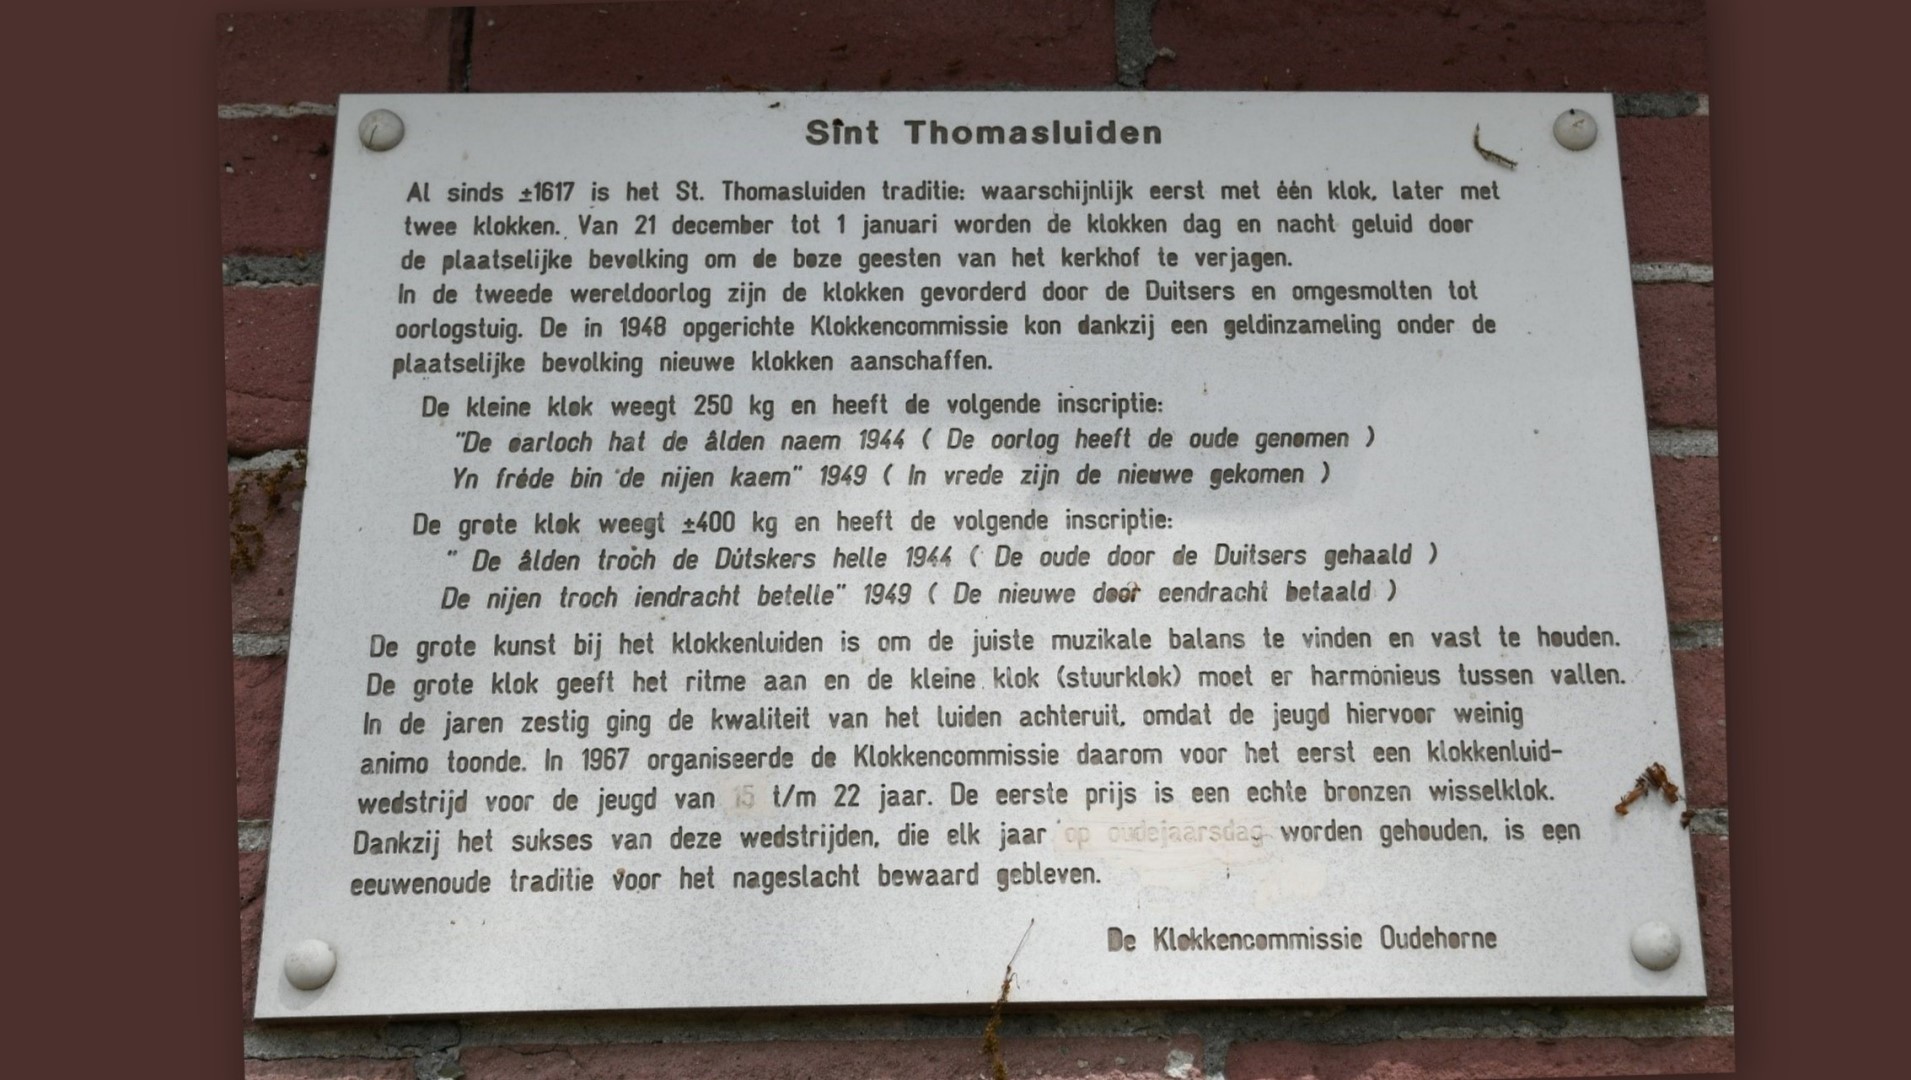 Sint Thomasluiden
Al sinds ±1617 is het St. Thomasluiden traditie: waarschijnlijk eerst met één klok, later met
twee klokken. Van 21 december tot 1 januari worden de klokken dag en nacht geluid door
de plaatselijke bevolking om de boze geesten van het kerkhof te verjagen.
In de tweede wereldoorlog zijn de klokken gevorderd door de Duitsers en omgesmolten tot
oorlogstuig. De in 1948 opgerichte Klokkencommissie kon dankzij een geldinzameling onder de
plaatselijke bevolking nieuwe klokken aanschaffen.
De kleine klok weegt 250 kg en heeft de volgende inscriptie:
"De oarloch hat de âlden naem 1944 ( De oorlog heeft de oude genomen )
Yn fréde bin de nijen kaem" 1949 ( In vrede zijn de nieuwe gekomen )
De grote klok weegt ±400 kg en heeft de volgende inscriptie:
" De âlden troch de Dútskers helle 1944 ( De oude door de Duitsers gehaald )
De nijen troch iendracht betelle" 1949 ( De nieuwe door eendracht betaald )
De grote kunst bij het klokkenluiden is om de juiste muzikale balans te vinden en vast te houden.
De grote klok geeft het ritme aan en de kleine klok (stuurklok) moet er harmonieus tussen vallen.
In de jaren zestig ging de kwaliteit van het luiden achteruit, omdat de jeugd hiervoor weinig
animo toonde. In 1967 organiseerde de Klokkencommissie daarom voor het eerst een klokkenluid-
wedstrijd voor de jeugd van 15 t/m 22 jaar. De eerste prijs is een echte bronzen wisselklok.
Dankzij het sukses van deze wedstrijden, die elk jaar op oudejaarsdag worden gehouden, is een
eeuwenoude traditie voor het nageslacht bewaard gebleven.
De Klokkencommissie Oudehorne